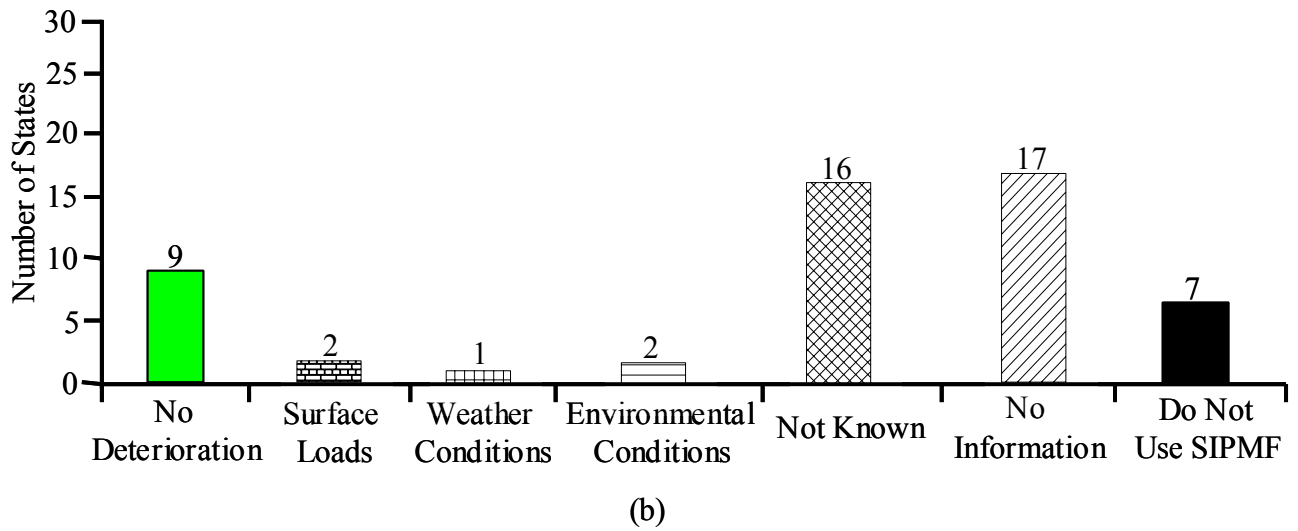 30
25
20
15
10
5
0
Number of States
9
2
1
2
16
17
7
No
Deterioration
Surface
Loads
Weather
Conditions
Environmental
Conditions
Not Known
No
Information
Do Not
Use SIPMF
(b)